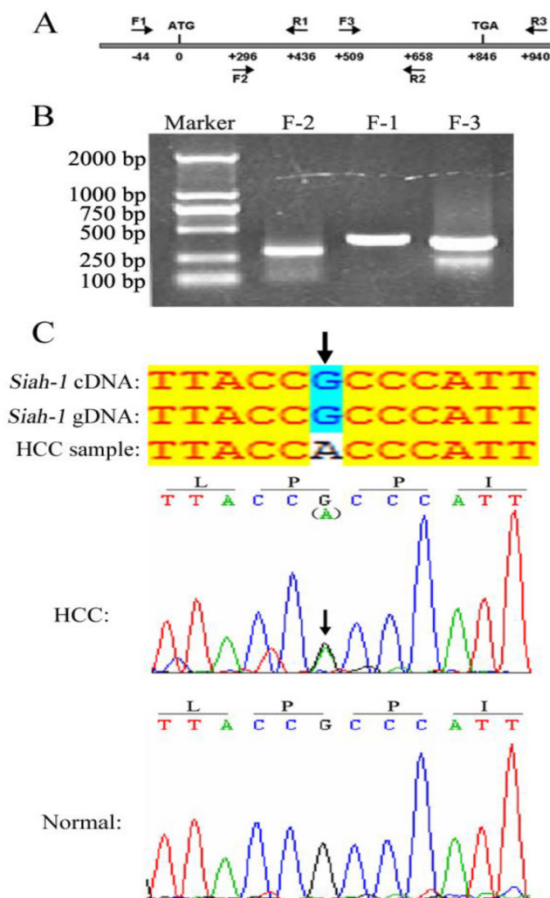 A
F1 ATG R1 F3 TGA R3
-44 0 +296 +436 +509 +658 +846 +940
F2 R2
B
Marker F-2 F-1 F-3
2000 bp
1000 bp
750 bp
500 bp
250 bp
100 bp
C
Siah-1 cDNA: TTACCGCCCATT
Siah-1 gDNA: TTACCGCCCATT
HCC sample: TTACCACCCATT
L P P I
T T A C C G C C C A T T
(A)
HCC:
L P P I
T T A C C G C C C A T T
Normal: